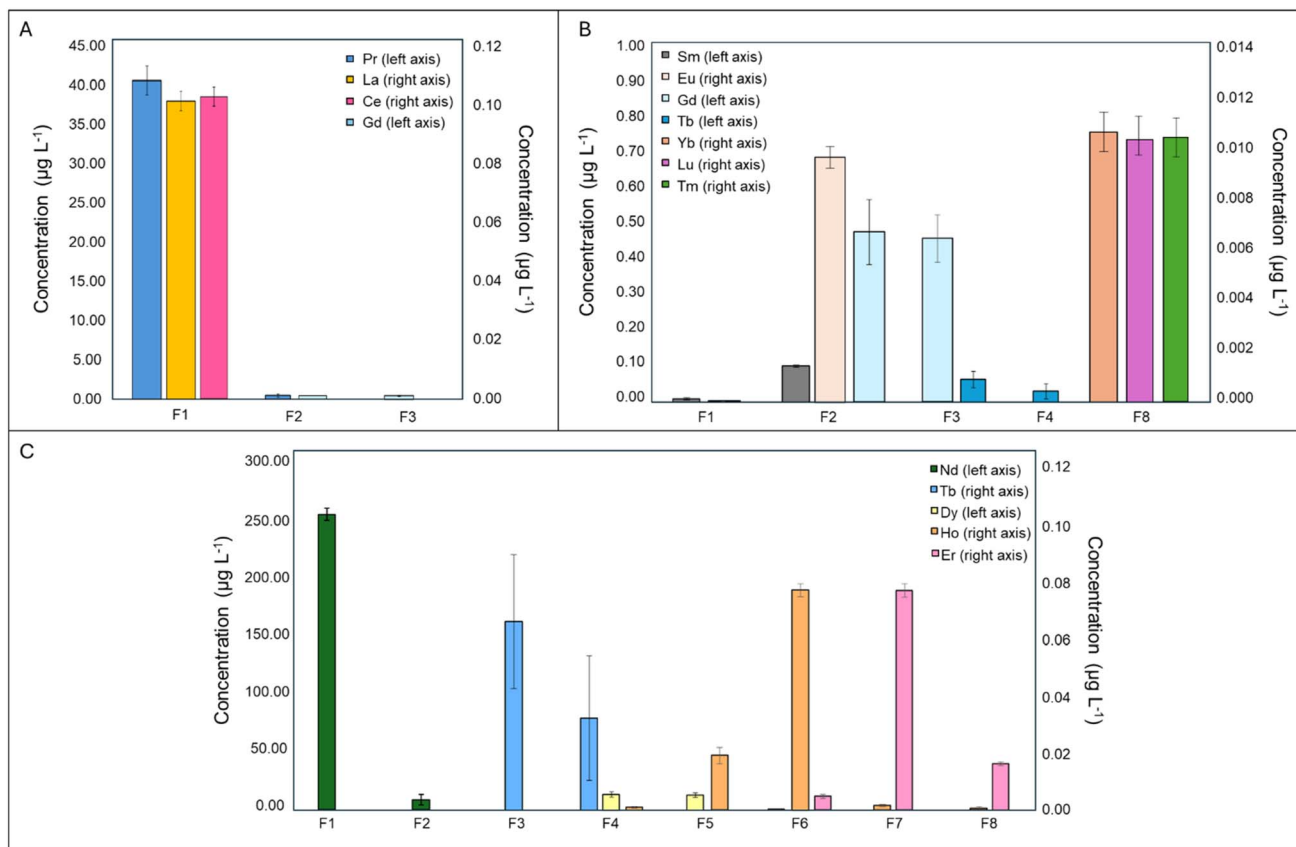 A
45.00
40.00
35.00
30.00
25.00
20.00
15.00
10.00
5.00
0.00
Concentration (µg L⁻¹)
Pr (left axis)
La (right axis)
Ce (right axis)
Gd (left axis)
0.12
0.10
0.08
0.06
0.04
0.02
0.00
Concentration (µg L⁻¹)
F1 F2 F3
B
1.00
0.90
0.80
0.70
0.60
0.50
0.40
0.30
0.20
0.10
0.00
Concentration (µg L⁻¹)
Sm (left axis)
Eu (right axis)
Gd (left axis)
Tb (left axis)
Yb (right axis)
Lu (right axis)
Tm (right axis)
0.014
0.012
0.010
0.008
0.006
0.004
0.002
0.000
Concentration (µg L⁻¹)
F1 F2 F3 F4 F8
C
300.00
250.00
200.00
150.00
100.00
50.00
0.00
Concentration (µg L⁻¹)
Nd (left axis)
Tb (right axis)
Dy (left axis)
Ho (right axis)
Er (right axis)
0.12
0.10
0.08
0.06
0.04
0.02
0.00
Concentration (µg L⁻¹)
F1 F2 F3 F4 F5 F6 F7 F8